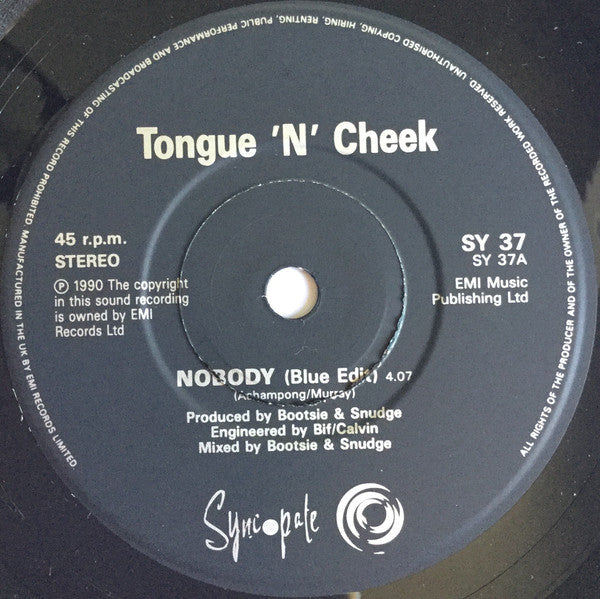 ALL RIGHTS OF THE PRODUCER AND OF THE OWNER OF THE RECORDED WORK RESERVED. UNAUTHORISED COPYING, HIRING, RENTING, PUBLIC PERFORMANCE AND BROADCASTING OF THIS RECORD PROHIBITED. MANUFACTURED IN THE UK BY EMI RECORDS LIMITED.
Tongue 'N' Cheek
45 r.p.m.
STEREO
Ⓟ 1990 The copyright
in this sound recording
is owned by EMI
Records Ltd
SY 37
SY 37A
EMI Music
Publishing Ltd
NOBODY (Blue Edit) 4.07
(Achampong/Murray)
Produced by Bootsie & Snudge
Engineered by Bif/Calvin
Mixed by Bootsie & Snudge
Syncopate